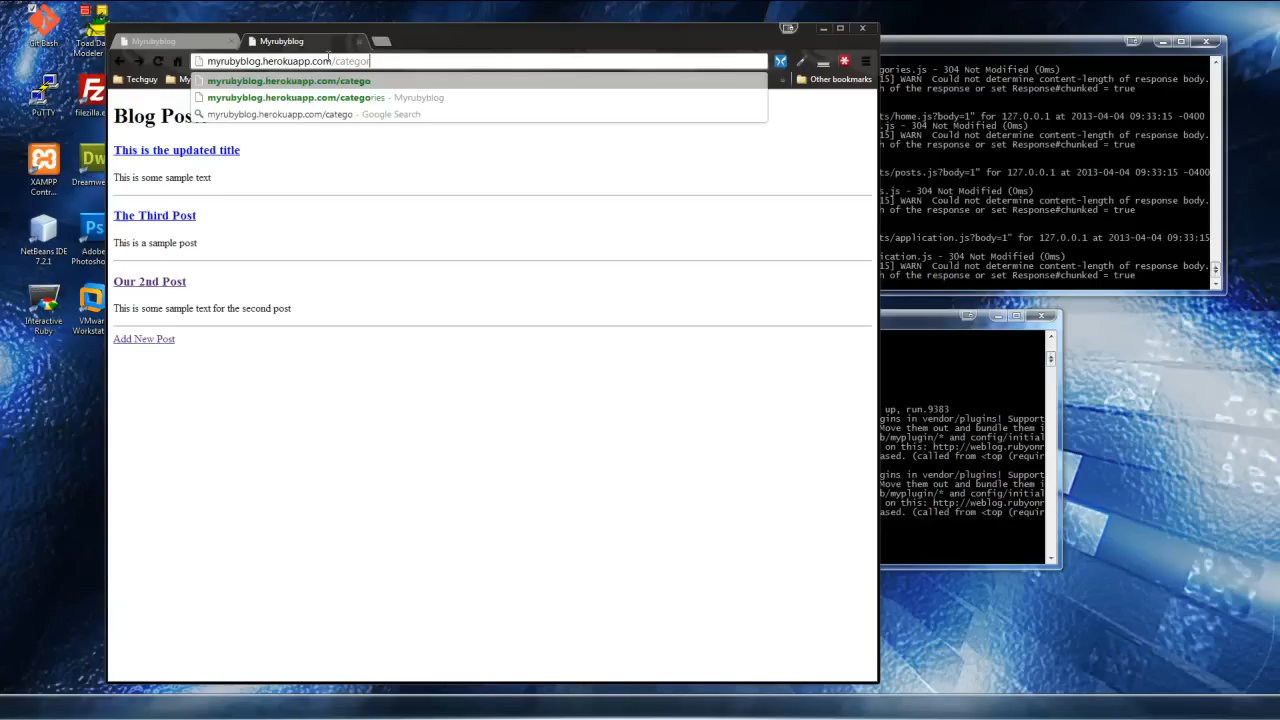 Git Bash
Toad Da
Modeler
PuTTY
filezilla.ex
XAMPP
Contr...
Dreamwe
NetBeans IDE
7.2.1
Adobe
Photosho
Interactive
Ruby
VMwar
Workstat
Myrubyblog
Myrubyblog
myrubyblog.herokuapp.com/catego
Techguy
My
Other bookmarks
myrubyblog.herokuapp.com/catego
myrubyblog.herokuapp.com/categories - Myrubyblog
myrubyblog.herokuapp.com/catego - Google Search
Blog Pos
This is the updated title
This is some sample text
The Third Post
This is a sample post
Our 2nd Post
This is some sample text for the second post
Add New Post
gories.js - 304 Not Modified (0ms)
15] WARN Could not determine content-length of response body.
h of the response or set Response#chunked = true
ts/home.js?body=1" for 127.0.0.1 at 2013-04-04 09:33:15 -0400
.js - 304 Not Modified (0ms)
15] WARN Could not determine content-length of response body.
h of the response or set Response#chunked = true
ts/posts.js?body=1" for 127.0.0.1 at 2013-04-04 09:33:15 -0400
s.js - 304 Not Modified (0ms)
15] WARN Could not determine content-length of response body.
h of the response or set Response#chunked = true
ts/application.js?body=1" for 127.0.0.1 at 2013-04-04 09:33:15
ication.js - 304 Not Modified (0ms)
15] WARN Could not determine content-length of response body.
h of the response or set Response#chunked = true
up, run.9383
gins in vendor/plugins! Support
Move them out and bundle them i
b/myplugin/* and config/initial
on this: http://weblog.rubyonr
ased. (called from <top (requir
gins in vendor/plugins! Support
Move them out and bundle them i
b/myplugin/* and config/initial
on this: http://weblog.rubyonr
ased. (called from <top (requir